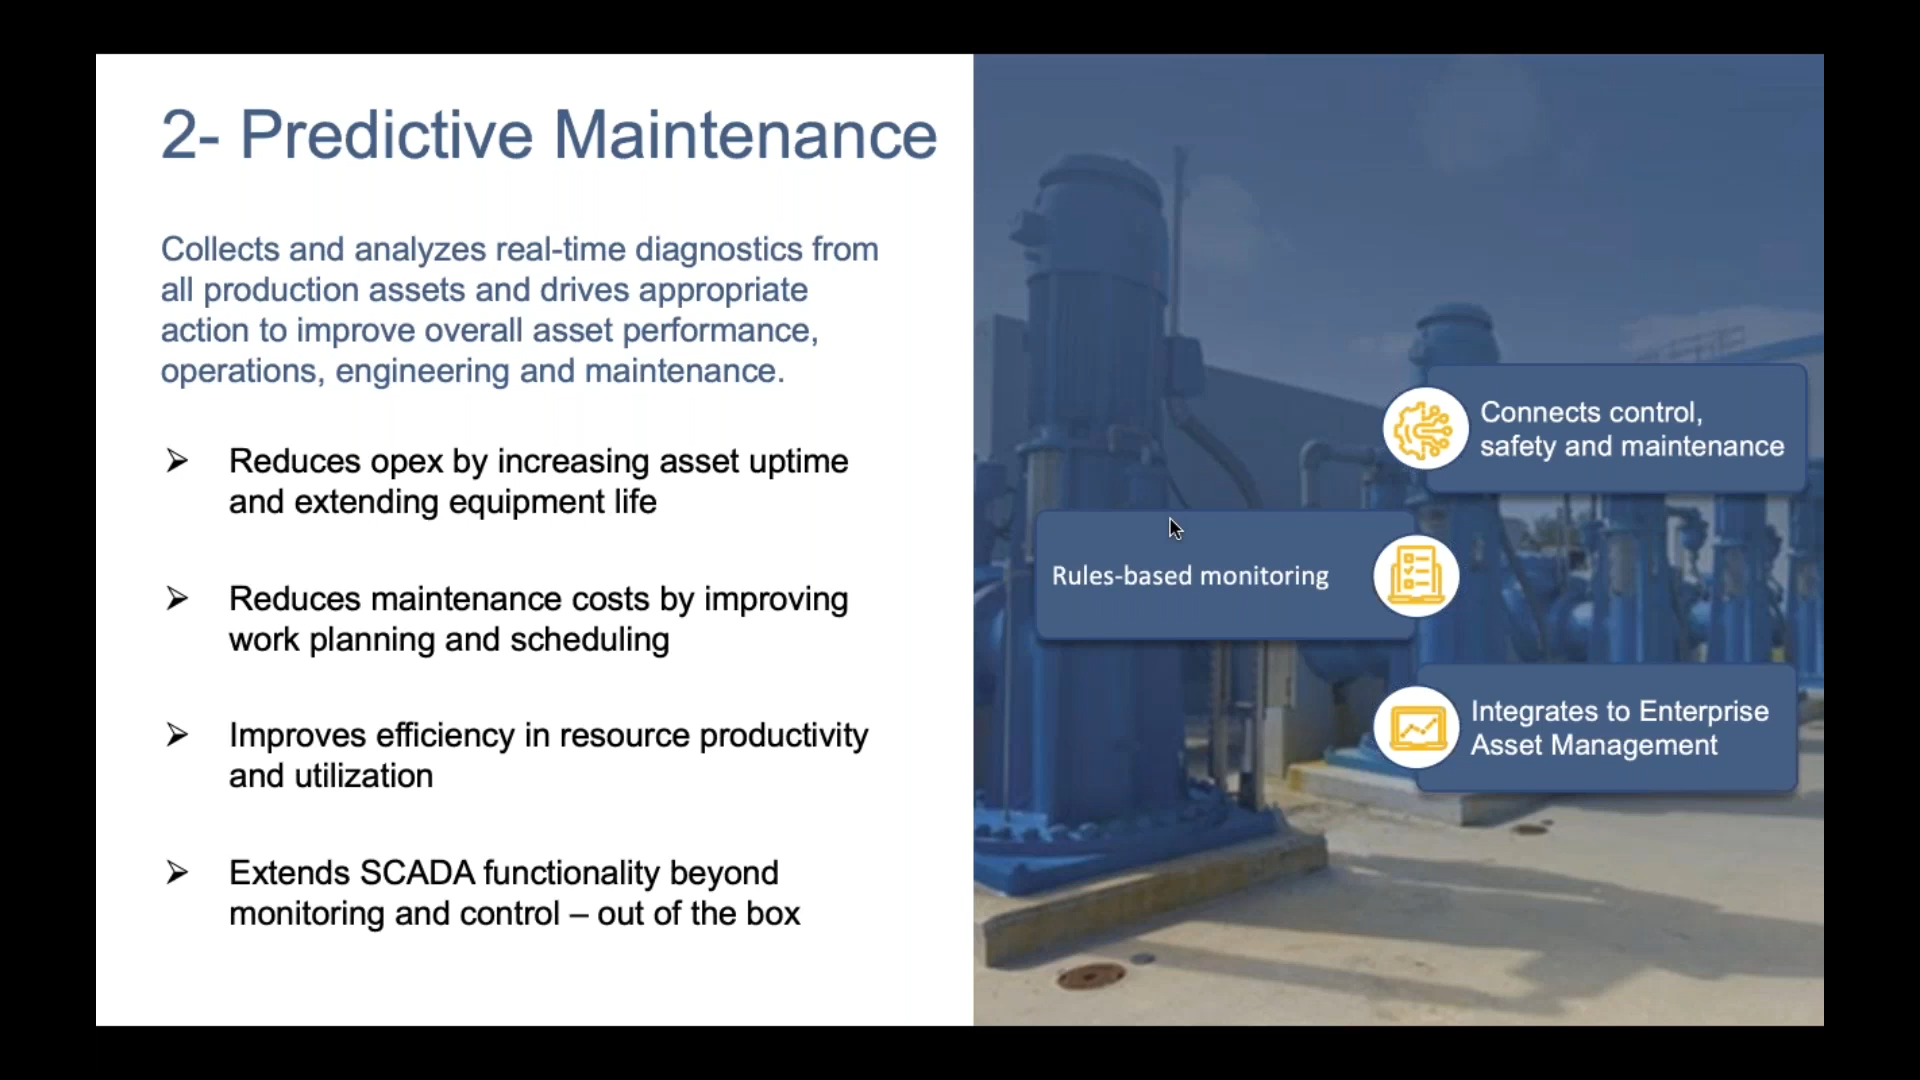 2- Predictive Maintenance
Collects and analyzes real-time diagnostics from
all production assets and drives appropriate
action to improve overall asset performance,
operations, engineering and maintenance.
➢ Reduces opex by increasing asset uptime
and extending equipment life
➢ Reduces maintenance costs by improving
work planning and scheduling
➢ Improves efficiency in resource productivity
and utilization
➢ Extends SCADA functionality beyond
monitoring and control – out of the box
Connects control,
safety and maintenance
Rules-based monitoring
Integrates to Enterprise
Asset Management